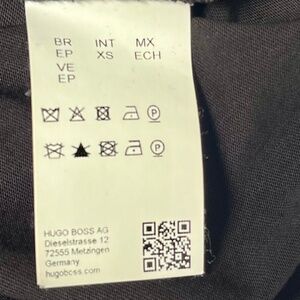 BR INT MX
EP XS ECH
VE
EP
HUGO BOSS AG
Dieselstrasse 12
72555 Metzingen
Germany
hugoboss.com